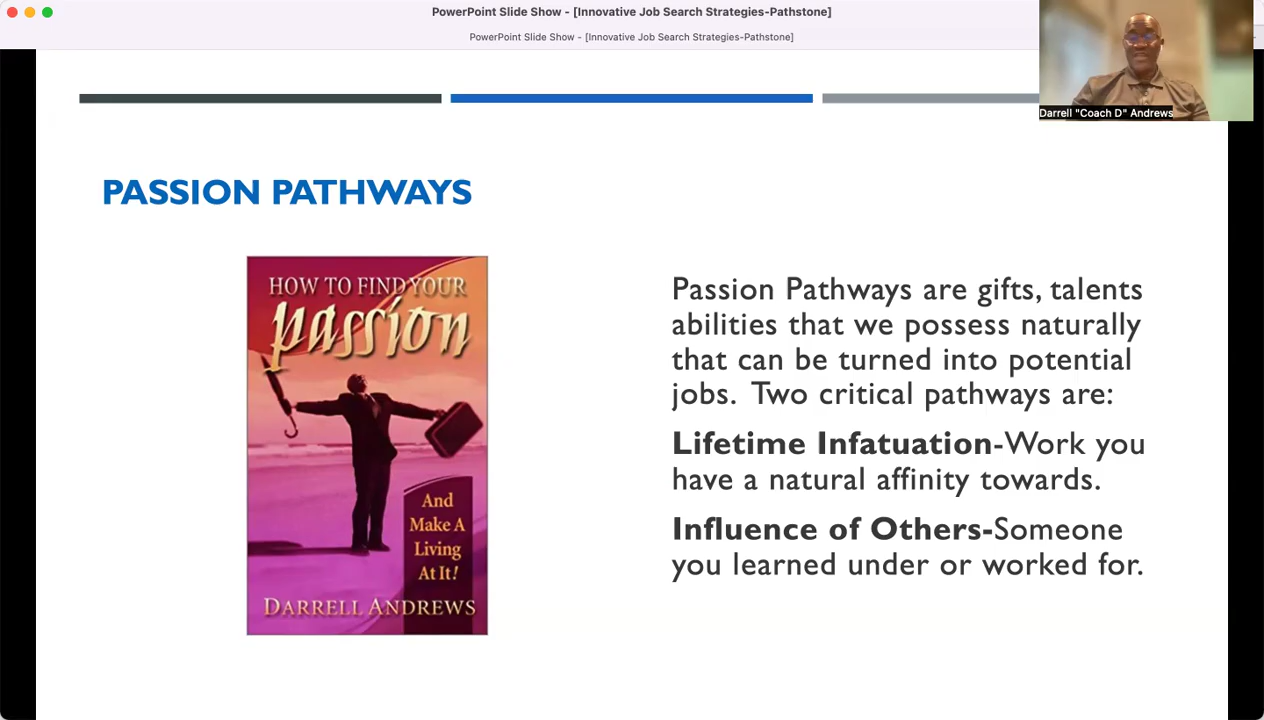 PowerPoint Slide Show - [Innovative Job Search Strategies-Pathstone]
PowerPoint Slide Show - [Innovative Job Search Strategies-Pathstone]
Darrell "Coach D" Andrews
PASSION PATHWAYS
HOW TO FIND YOUR
passion
And
Make A
Living
At It!
DARRELL ANDREWS
Passion Pathways are gifts, talents
abilities that we possess naturally
that can be turned into potential
jobs. Two critical pathways are:
Lifetime Infatuation-Work you
have a natural affinity towards.
Influence of Others-Someone
you learned under or worked for.